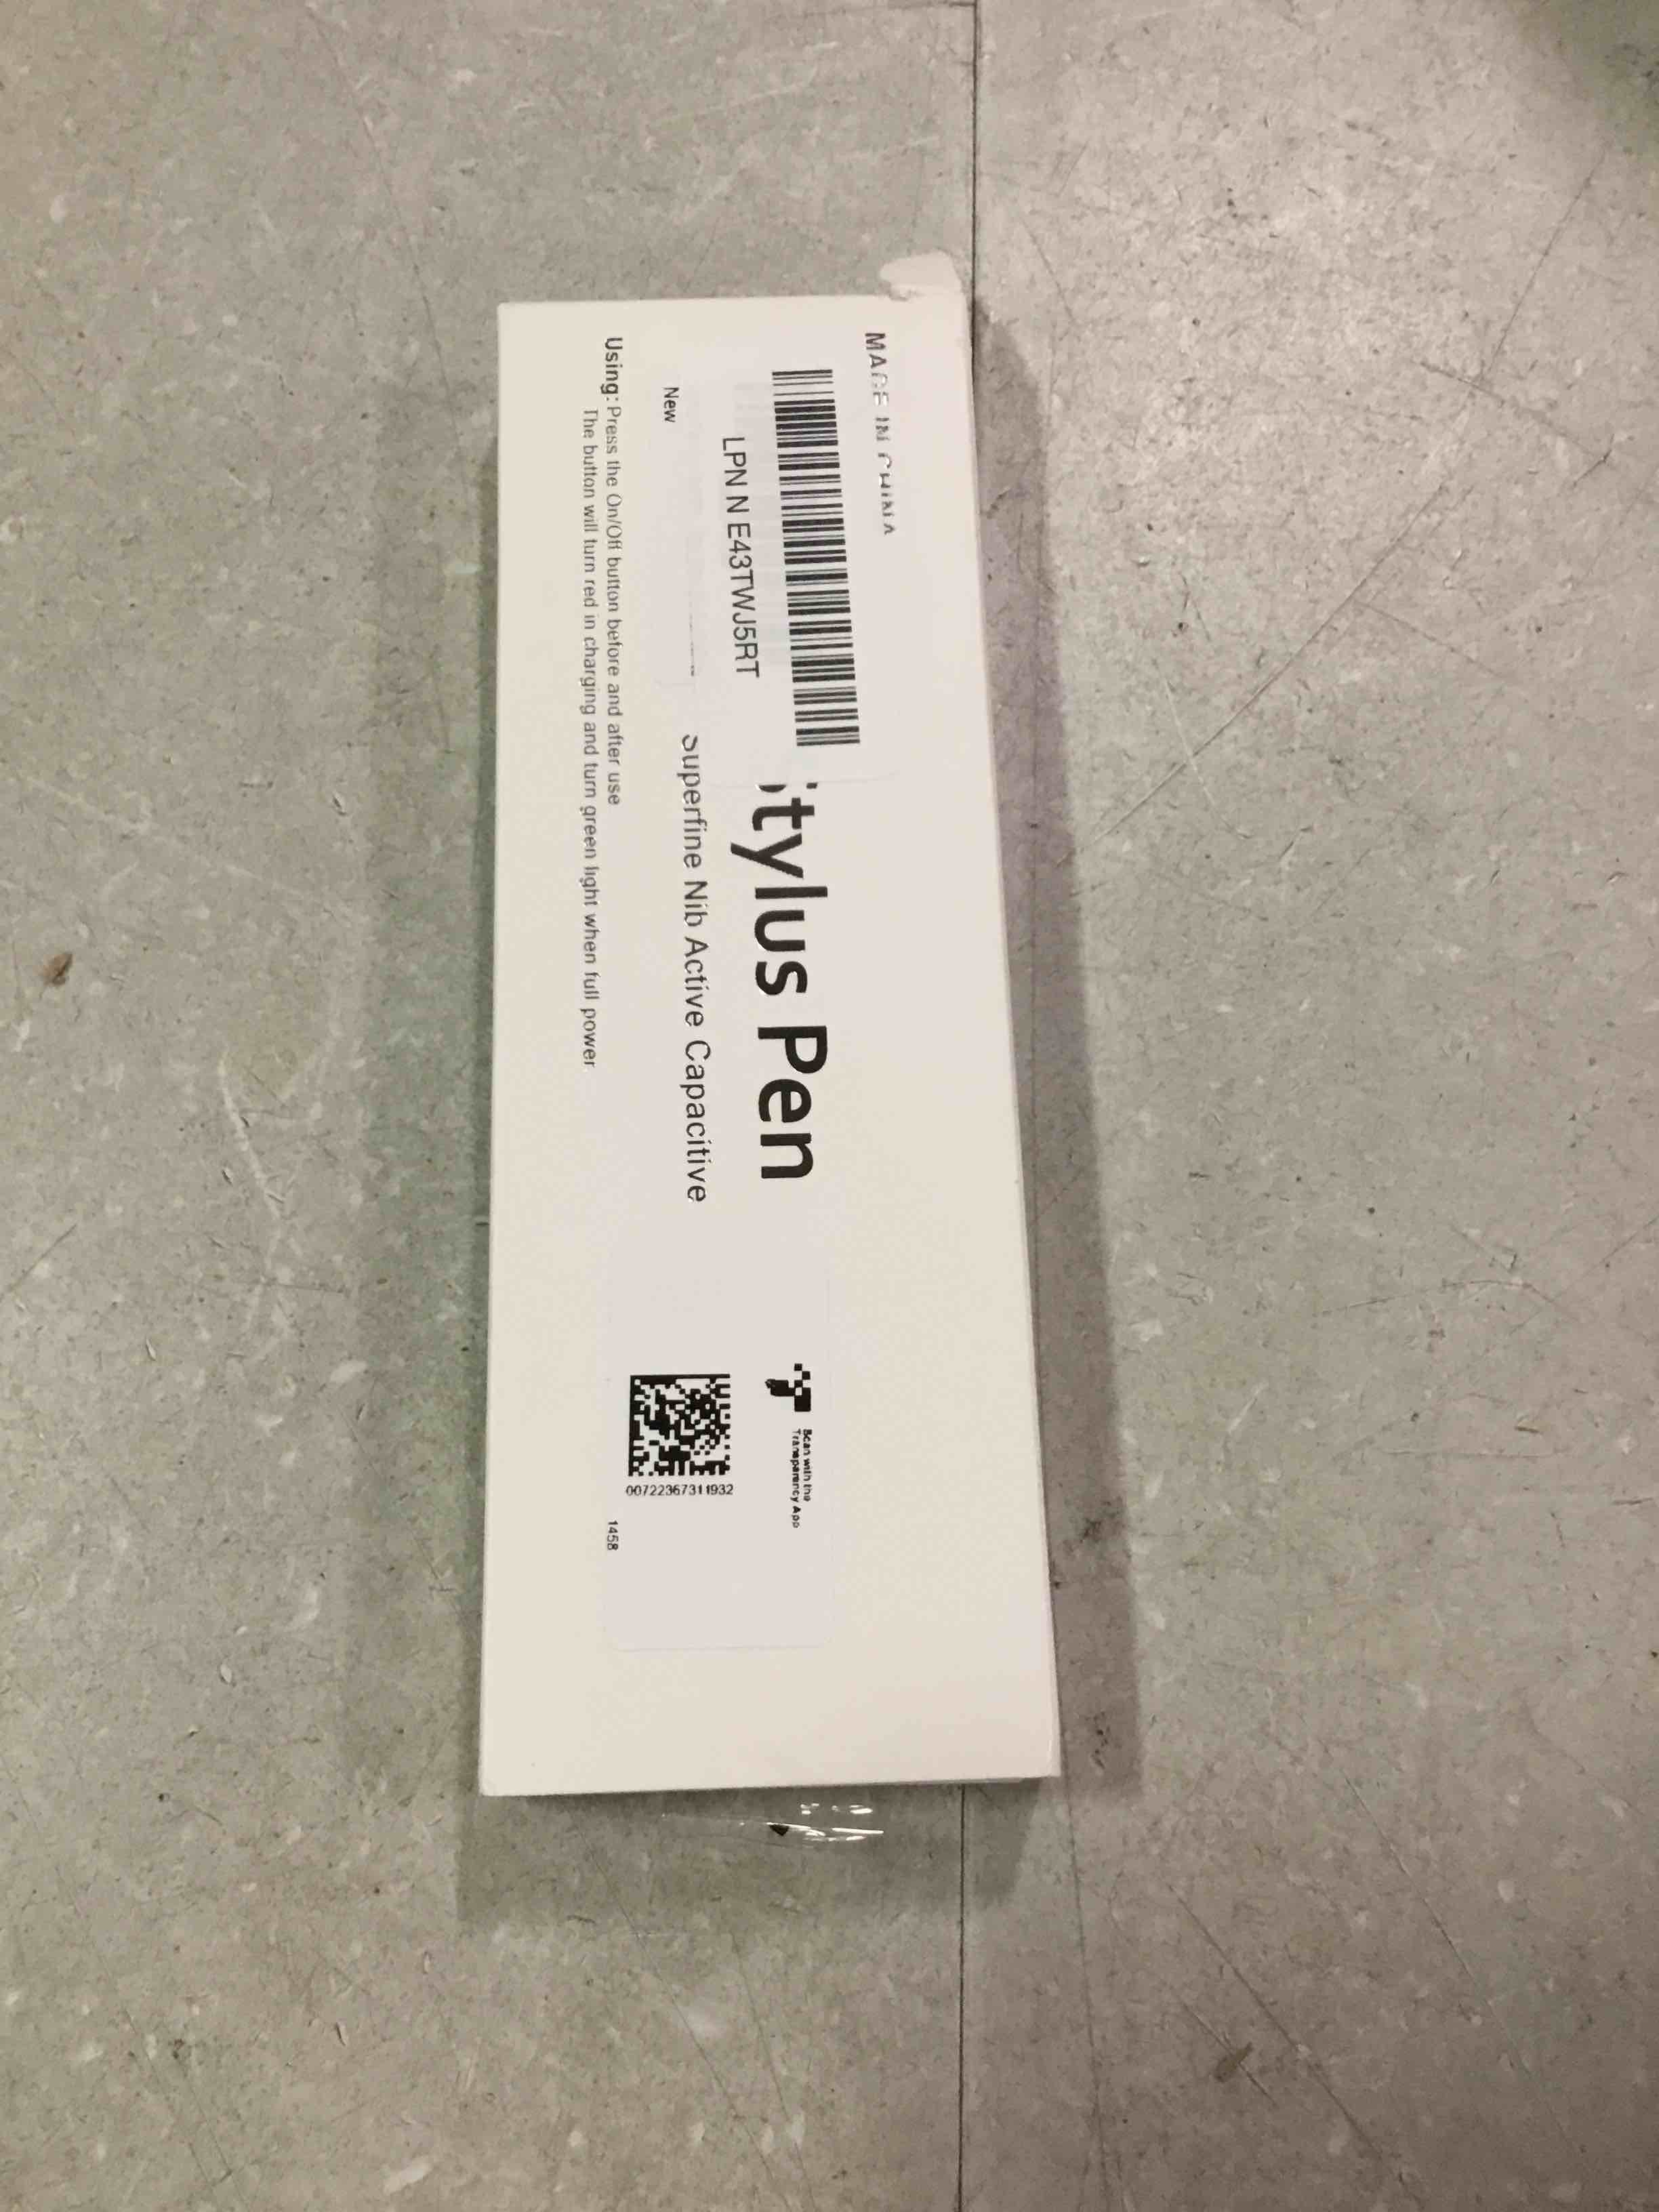 MADE IN CHINA
LPN N E43TWJ5RT
New
tylus Pen
Superfine Nib Active Capacitive
Using: Press the On/Off button before and after use
The button will turn red in charging and turn green light when full power
Scan with the
Transparency App
00722367311932
1458